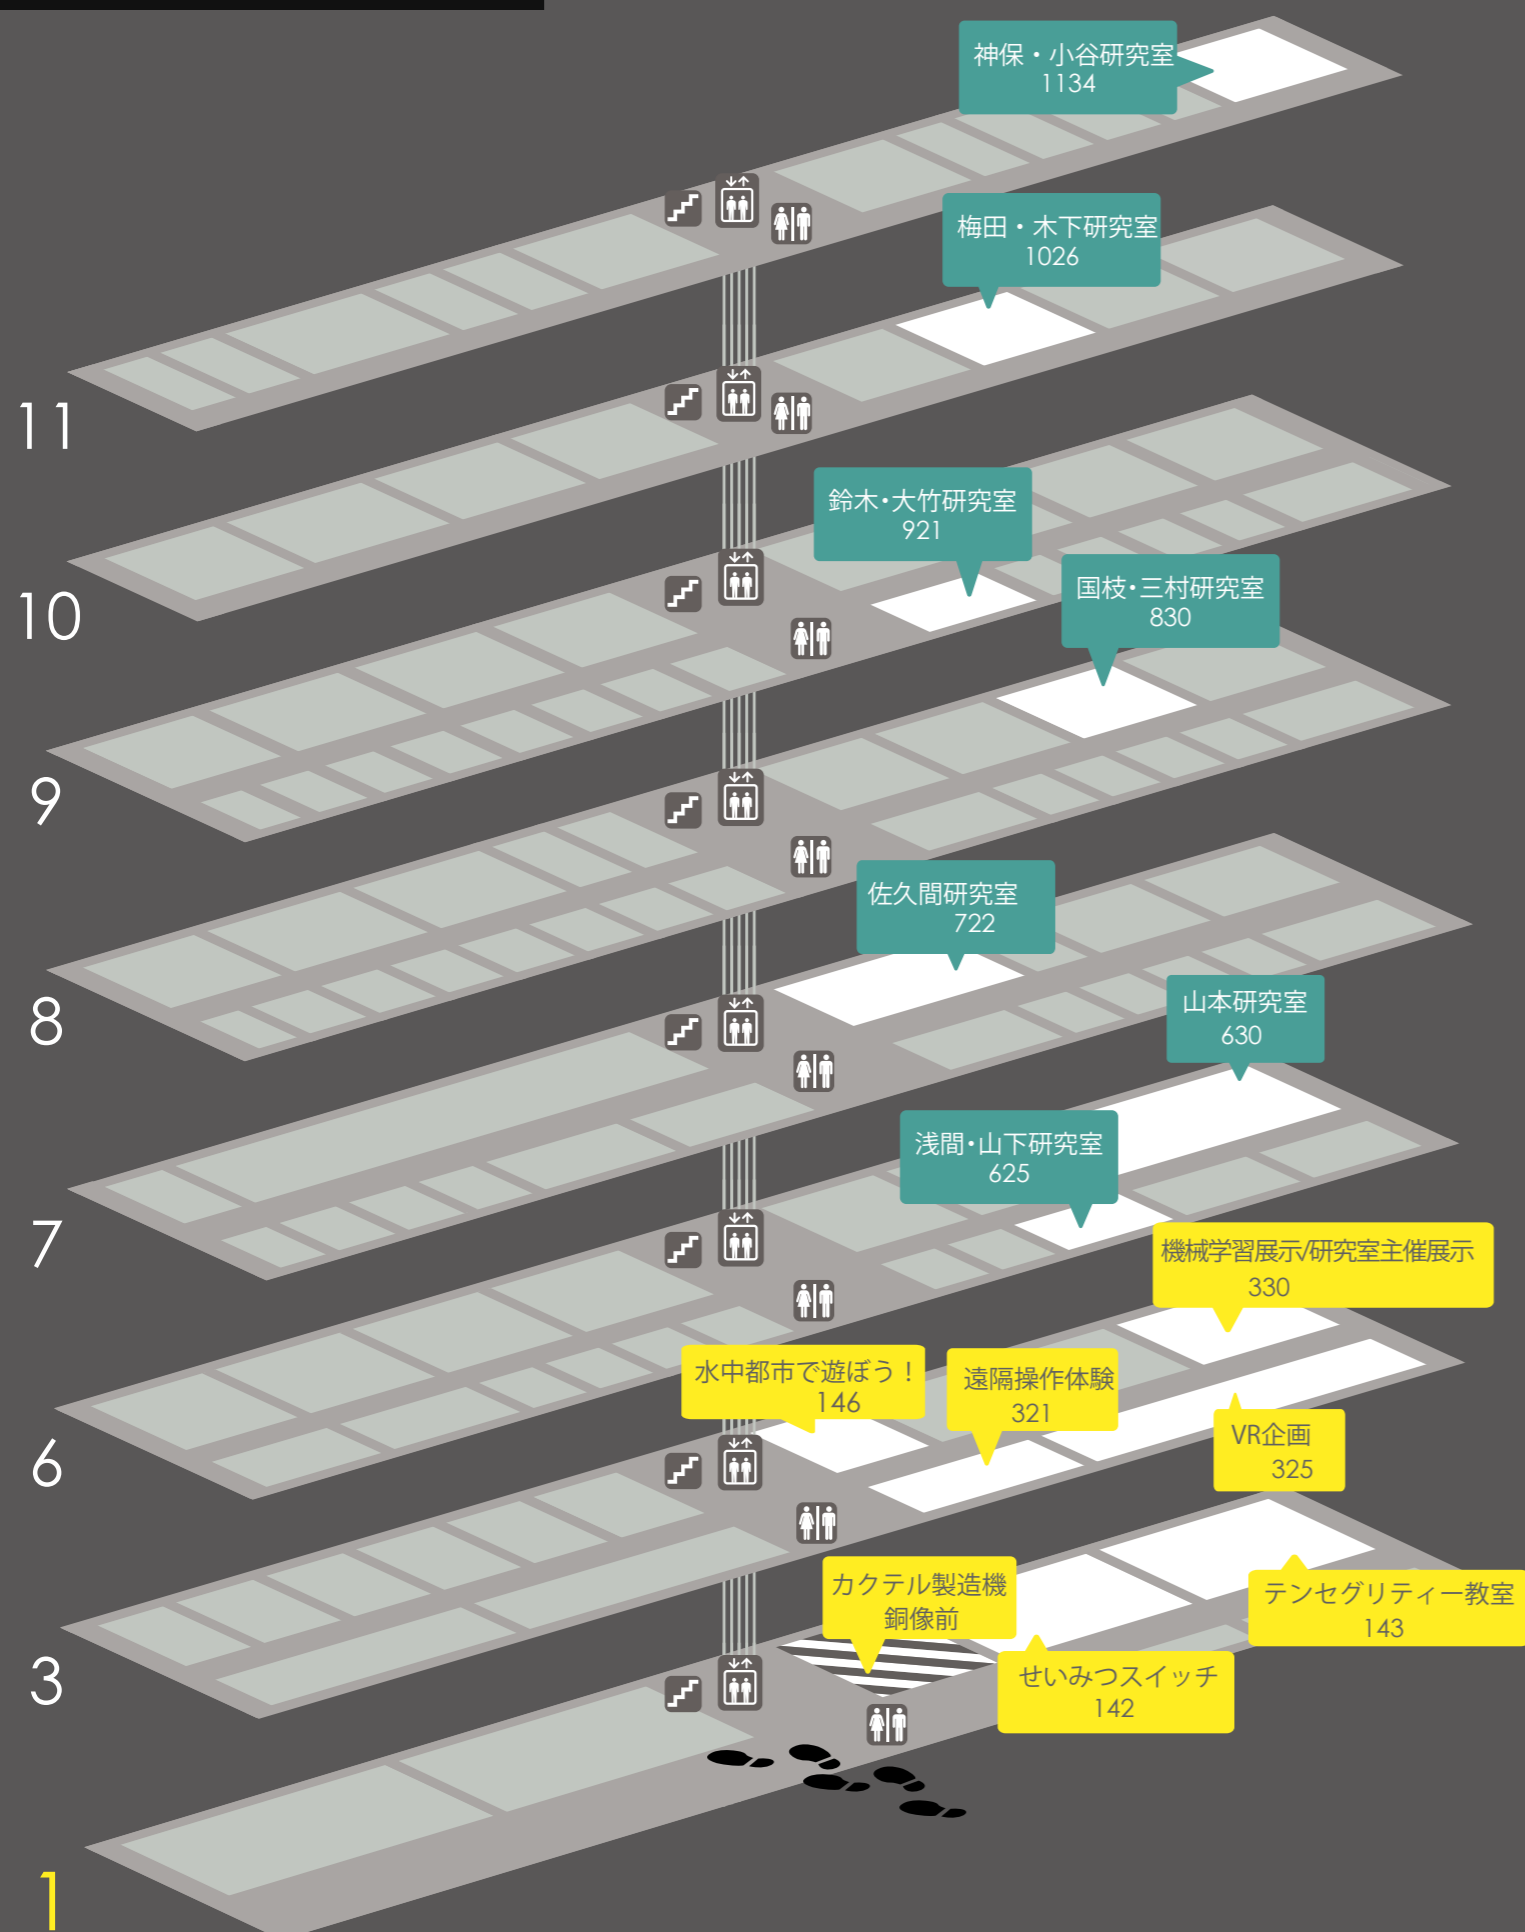 神保・小谷研究室
1134
梅田・木下研究室
1026
11
鈴木・大竹研究室
921
国枝・三村研究室
830
10
9
佐久間研究室
722
山本研究室
630
8
浅間・山下研究室
625
7
機械学習展示/研究室主催展示
330
水中都市で遊ぼう！
146
遠隔操作体験
321
VR企画
325
6
カクテル製造機
銅像前
テンセグリティー教室
143
3
せいみつスイッチ
142
1